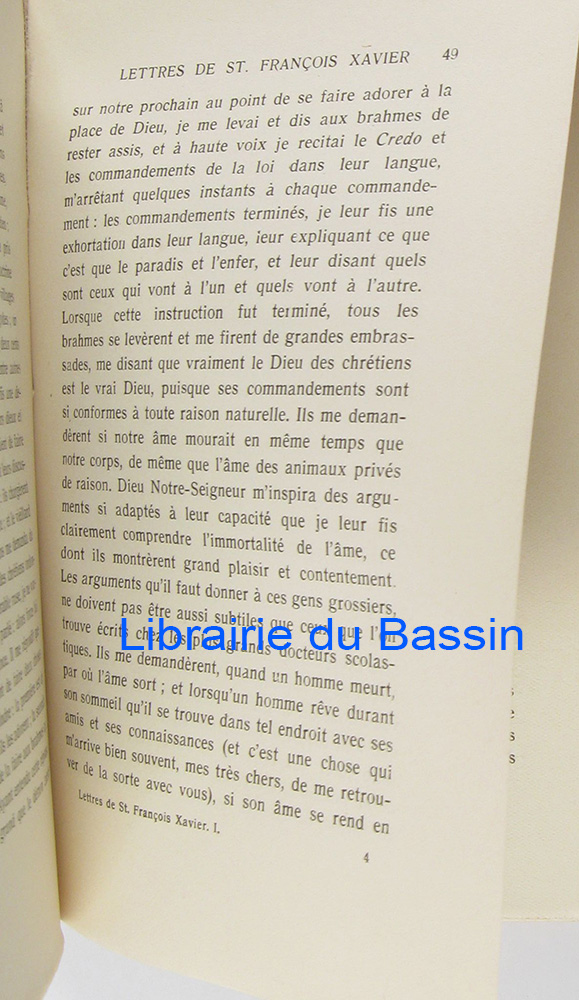 LETTRES DE ST. FRANÇOIS XAVIER 49
sur notre prochain au point de se faire adorer à la
place de Dieu, je me levai et dis aux brahmes de
rester assis, et à haute voix je recitai le Credo et
les commandements de la loi dans leur langue,
m'arrêtant quelques instants à chaque commande-
ment : les commandements terminés, je leur fis une
exhortation dans leur langue, leur expliquant ce que
c'est que le paradis et l'enfer, et leur disant quels
sont ceux qui vont à l'un et quels vont à l'autre.
Lorsque cette instruction fut terminé, tous les
brahmes se levèrent et me firent de grandes embras-
sades, me disant que vraiment le Dieu des chrétiens
est le vrai Dieu, puisque ses commandements sont
si conformes à toute raison naturelle. Ils me deman-
dèrent si notre âme mourait en même temps que
notre corps, de même que l'âme des animaux privés
de raison. Dieu Notre-Seigneur m'inspira des argu-
ments si adaptés à leur capacité que je leur fis
clairement comprendre l'immortalité de l'âme, ce
dont ils montrèrent grand plaisir et contentement.
Les arguments qu'il faut donner à ces gens grossiers,
ne doivent pas être aussi subtiles que ceux que l'on
trouve écrits chez les plus grands docteurs scolas-
Librairie du Bassin
tiques. Ils me demandèrent, quand un homme meurt,
par où l'âme sort ; et lorsqu'un homme rêve durant
son sommeil qu'il se trouve dans tel endroit avec ses
amis et ses connaissances (et c'est une chose qui
m'arrive bien souvent, mes très chers, de me retrou-
ver de la sorte avec vous), si son âme se rend en
Lettres de St. François Xavier. I.
4